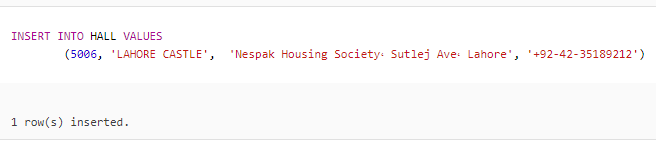 INSERT INTO HALL VALUES
(5006, 'LAHORE CASTLE', 'Nespak Housing Society، Sutlej Ave، Lahore', '+92-42-35189212')
1 row(s) inserted.